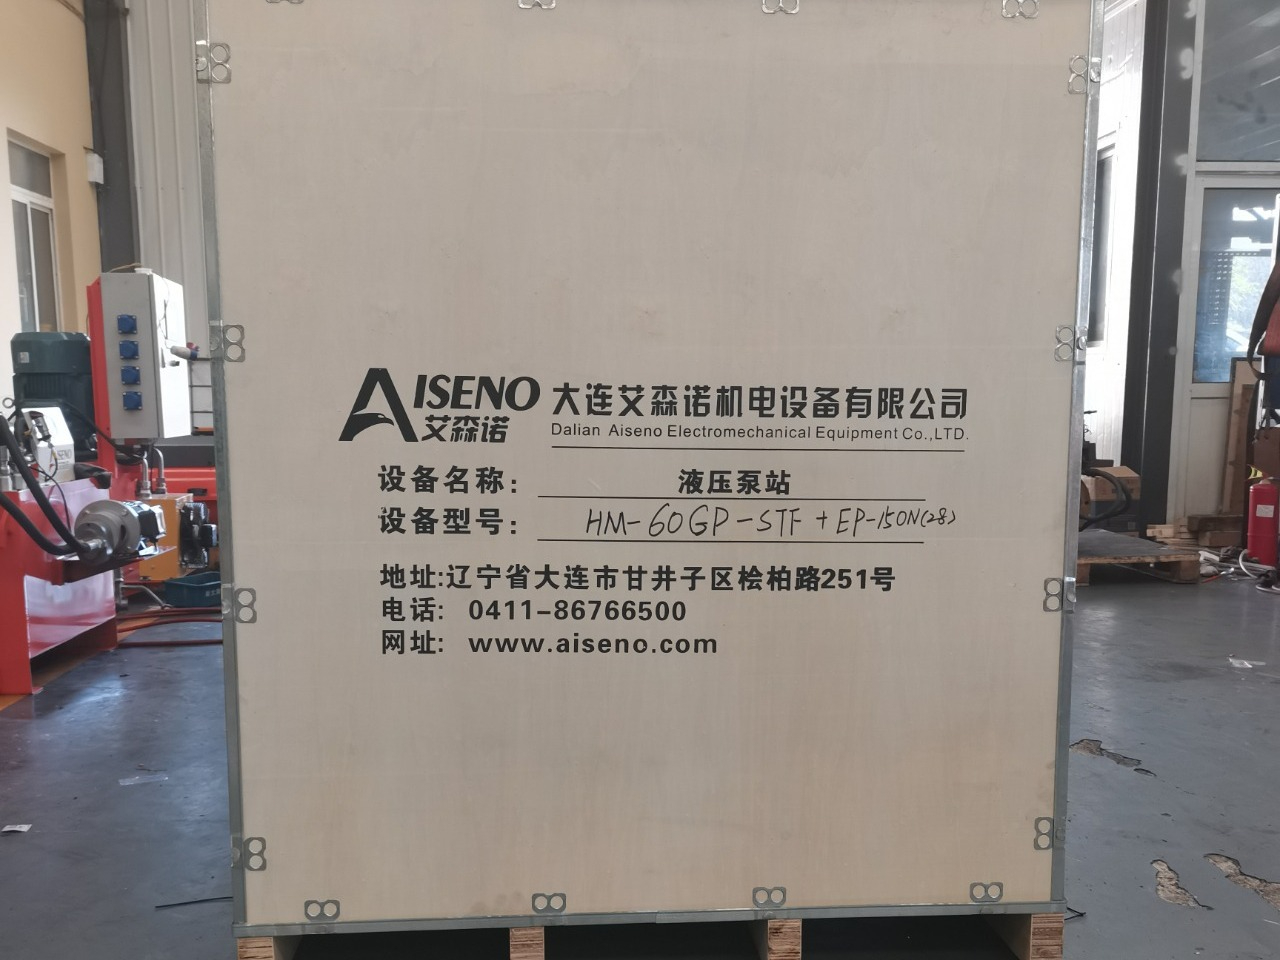 AISENO
艾森诺
大连艾森诺机电设备有限公司
Dalian Aiseno Electromechanical Equipment Co.,LTD.
设备名称: 液压泵站
设备型号: HM-60GP-STF + EP-150N(28)
地址:辽宁省大连市甘井子区桧柏路251号
电话: 0411-86766500
网址: www.aiseno.com